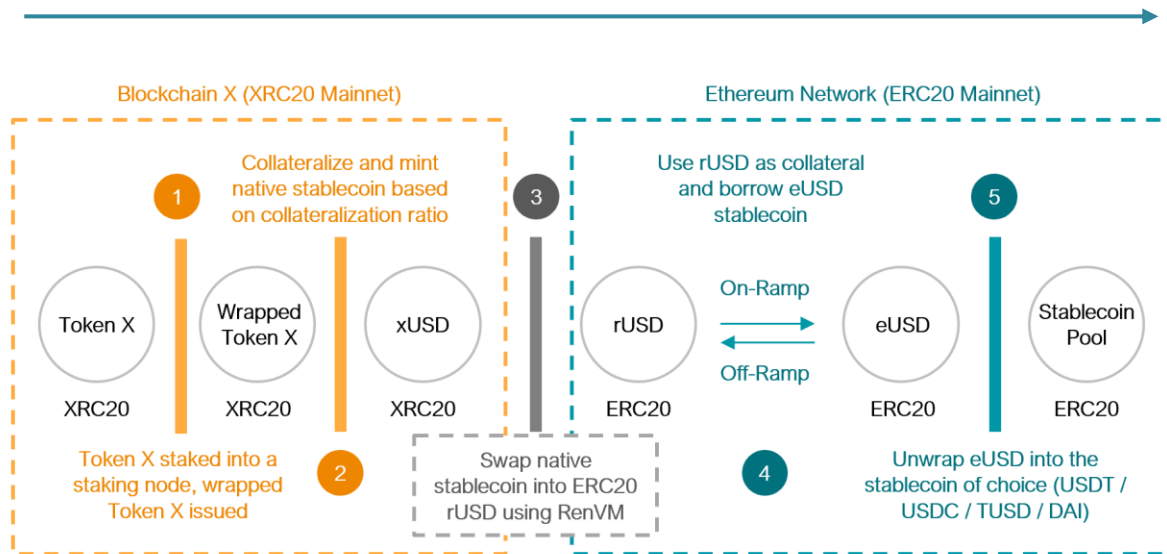 Blockchain X (XRC20 Mainnet)
Ethereum Network (ERC20 Mainnet)
1
Collateralize and mint
native stablecoin based
on collateralization ratio
3
Use rUSD as collateral
and borrow eUSD
stablecoin
5
Token X
Wrapped
Token X
xUSD
rUSD
On-Ramp
Off-Ramp
eUSD
Stablecoin
Pool
XRC20
XRC20
XRC20
ERC20
ERC20
ERC20
Token X staked into a
staking node, wrapped
Token X issued
2
Swap native
stablecoin into ERC20
rUSD using RenVM
4
Unwrap eUSD into the
stablecoin of choice (USDT /
USDC / TUSD / DAI)